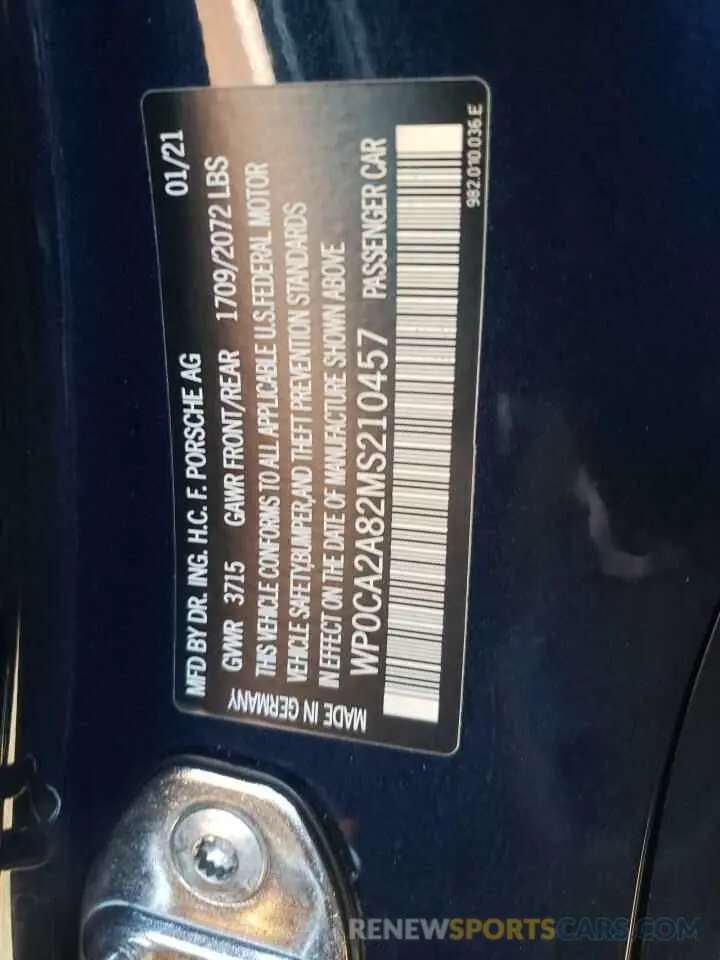 MFD BY DR. ING. H.C. F. PORSCHE AG 01/21
GVWR 3715 GAWR FRONT/REAR 1709/2072 LBS
THIS VEHICLE CONFORMS TO ALL APPLICABLE U.S.FEDERAL MOTOR
VEHICLE SAFETY,BUMPER,AND THEFT PREVENTION STANDARDS
IN EFFECT ON THE DATE OF MANUFACTURE SHOWN ABOVE
WP0CA2A82MS210457 PASSENGER CAR
MADE IN GERMANY
982.010.036.E
RENEWSPORTSCARS.COM